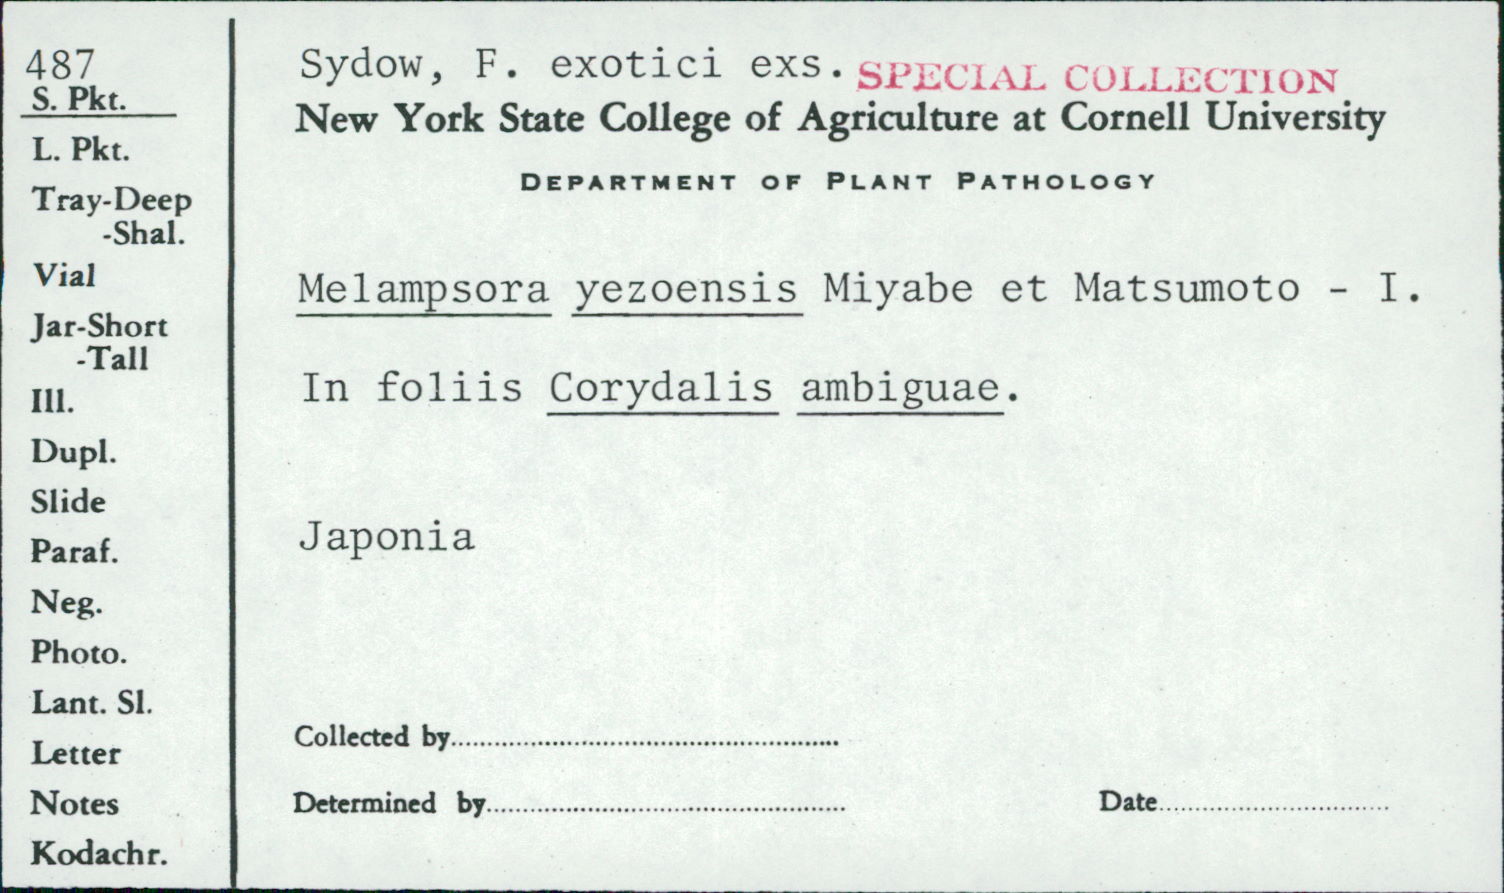 487
S. Pkt.
L. Pkt.
Tray-Deep
-Shal.
Vial
Jar-Short
-Tall
Ill.
Dupl.
Slide
Paraf.
Neg.
Photo.
Lant. Sl.
Letter
Notes
Kodachr.
Sydow, F. exotici exs. SPECIAL COLLECTION
New York State College of Agriculture at Cornell University
DEPARTMENT OF PLANT PATHOLOGY
Melampsora yezoensis Miyabe et Matsumoto - I.
In foliis Corydalis ambiguae.
Japonia
Collected by
Determined by
Date